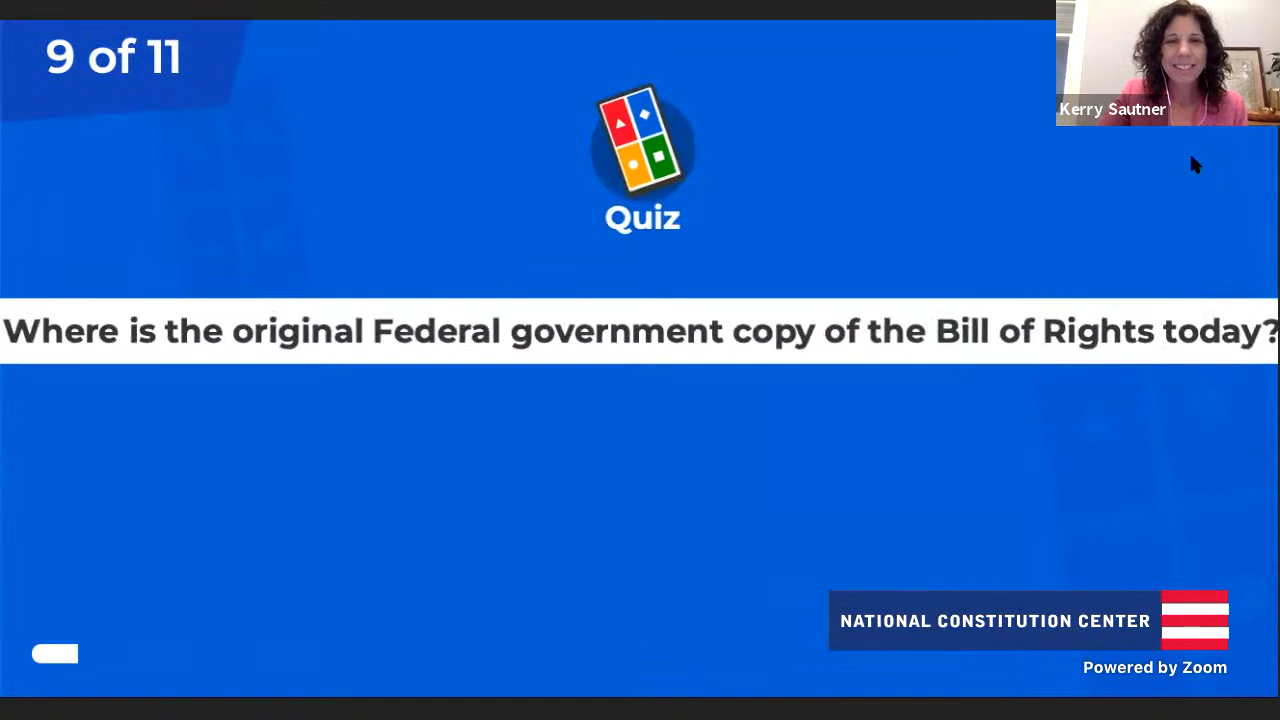 9 of 11
Kerry Sautner
Quiz
Where is the original Federal government copy of the Bill of Rights today?
NATIONAL CONSTITUTION CENTER
Powered by Zoom